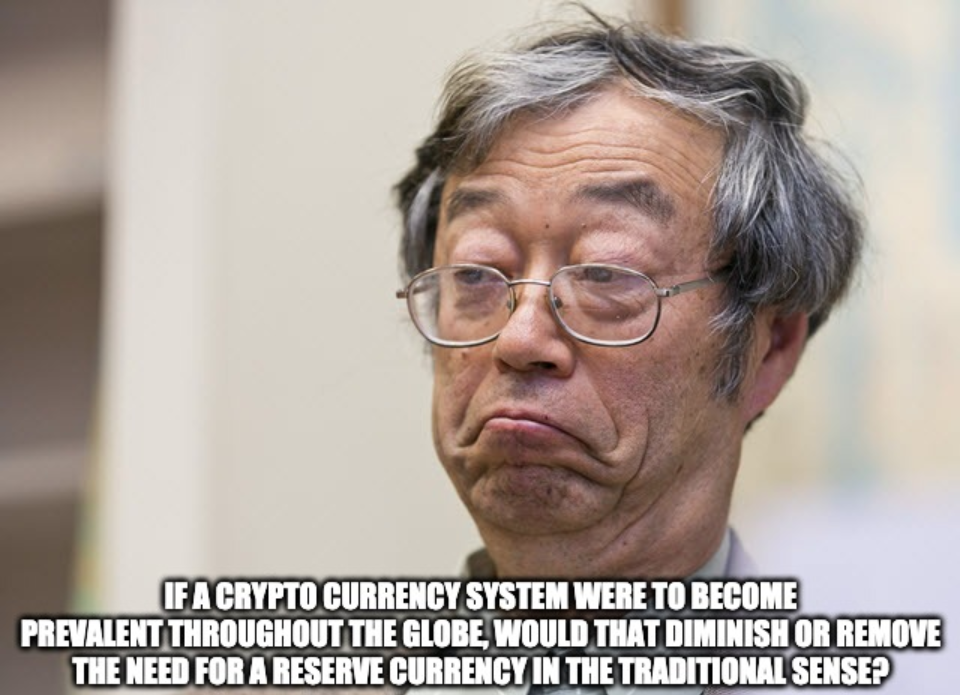 IF A CRYPTO CURRENCY SYSTEM WERE TO BECOME
PREVALENT THROUGHOUT THE GLOBE, WOULD THAT DIMINISH OR REMOVE
THE NEED FOR A RESERVE CURRENCY IN THE TRADITIONAL SENSE?